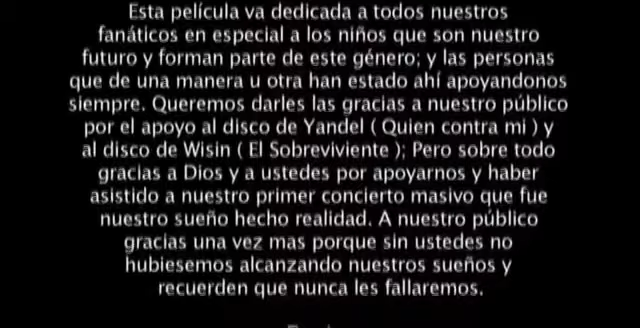 Esta película va dedicada a todos nuestros
fanáticos en especial a los niños que son nuestro
futuro y forman parte de este género; y las personas
que de una manera u otra han estado ahí apoyandonos
siempre. Queremos darles las gracias a nuestro público
por el apoyo al disco de Yandel ( Quien contra mi ) y
al disco de Wisin ( El Sobreviviente ); Pero sobre todo
gracias a Dios y a ustedes por apoyarnos y haber
asistido a nuestro primer concierto masivo que fue
nuestro sueño hecho realidad. A nuestro público
gracias una vez mas porque sin ustedes no
hubiesemos alcanzando nuestros sueños y
recuerden que nunca les fallaremos.